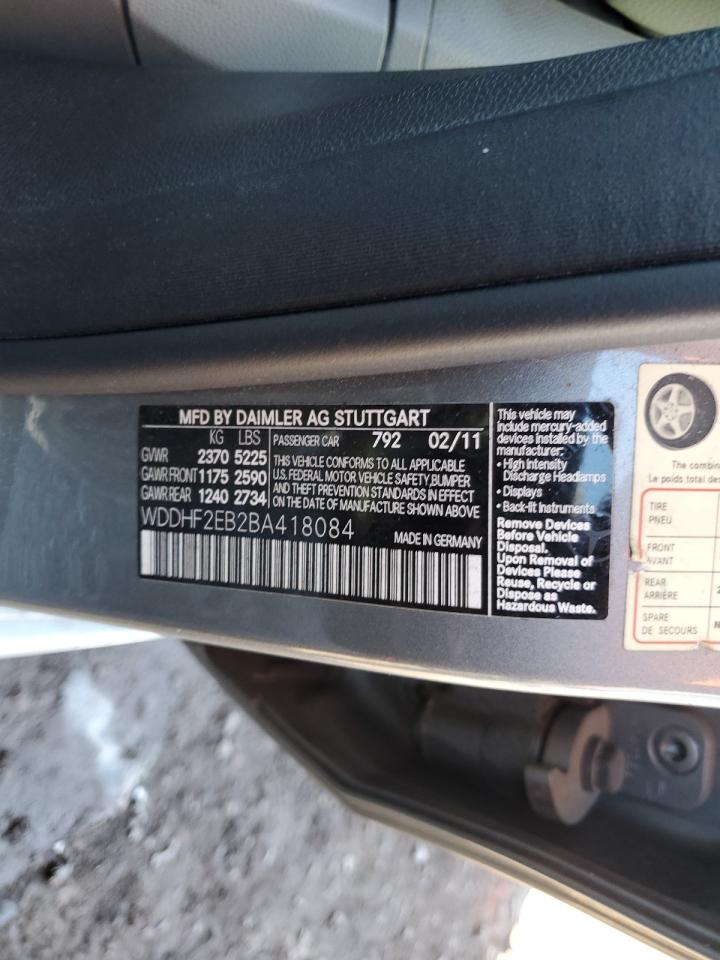 MFD BY DAIMLER AG STUTTGART
KG LBS
GVWR 2370 5225
GAWR FRONT 1175 2590
GAWR REAR 1240 2734
PASSENGER CAR 792 02/11
THIS VEHICLE CONFORMS TO ALL APPLICABLE
U.S. FEDERAL MOTOR VEHICLE SAFETY, BUMPER
AND THEFT PREVENTION STANDARDS IN EFFECT
ON THE DATE OF MANUFACTURE SHOWN ABOVE
WDDHF2EB2BA418084
MADE IN GERMANY
This vehicle may
include mercury-added
devices installed by the
manufacturer:
• High Intensity
Discharge Headlamps
• Displays
• Back-lit Instruments
Remove Devices
Before Vehicle
Disposal.
Upon Removal of
Devices Please
Reuse, Recycle or
Dispose as
Hazardous Waste.
The combin
Le poids total des
TIRE
PNEU
FRONT
AVANT
REAR
ARRIÈRE
SPARE
DE SECOURS